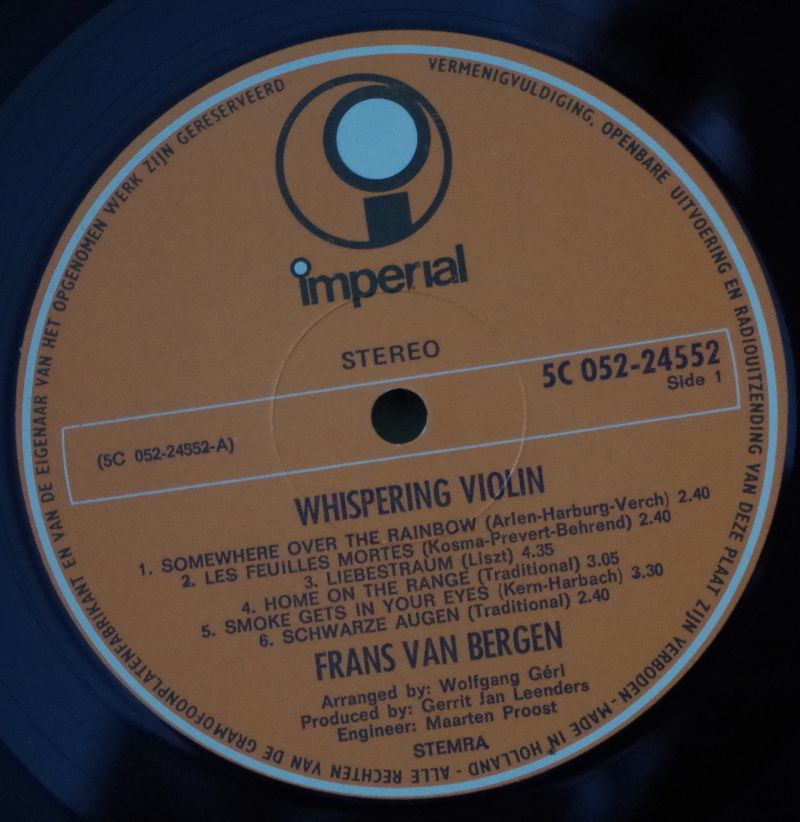 imperial
STEREO
5C 052-24552
Side 1
(5C 052-24552-A)
WHISPERING VIOLIN
1. SOMEWHERE OVER THE RAINBOW (Arlen-Harburg-Verch) 2.40
2. LES FEUILLES MORTES (Kosma-Prevert-Behrend) 2.40
3. LIEBESTRAUM (Liszt) 4.35
4. HOME ON THE RANGE (Traditional) 3.05
5. SMOKE GETS IN YOUR EYES (Kern-Harbach) 3.30
6. SCHWARZE AUGEN (Traditional) 2.40
FRANS VAN BERGEN
Arranged by: Wolfgang Gérl
Produced by: Gerrit Jan Leenders
Engineer: Maarten Proost
STEMRA
ALLE RECHTEN VAN DE GRAMOFOONPLATENFABRIKANT EN VAN DE EIGENAAR VAN HET OPGENOMEN WERK ZIJN GERESERVEERD
VERMENIGVULDIGING, OPENBARE UITVOERING EN RADIOUITZENDING VAN DEZE PLAAT ZIJN VERBODEN - MADE IN HOLLAND -